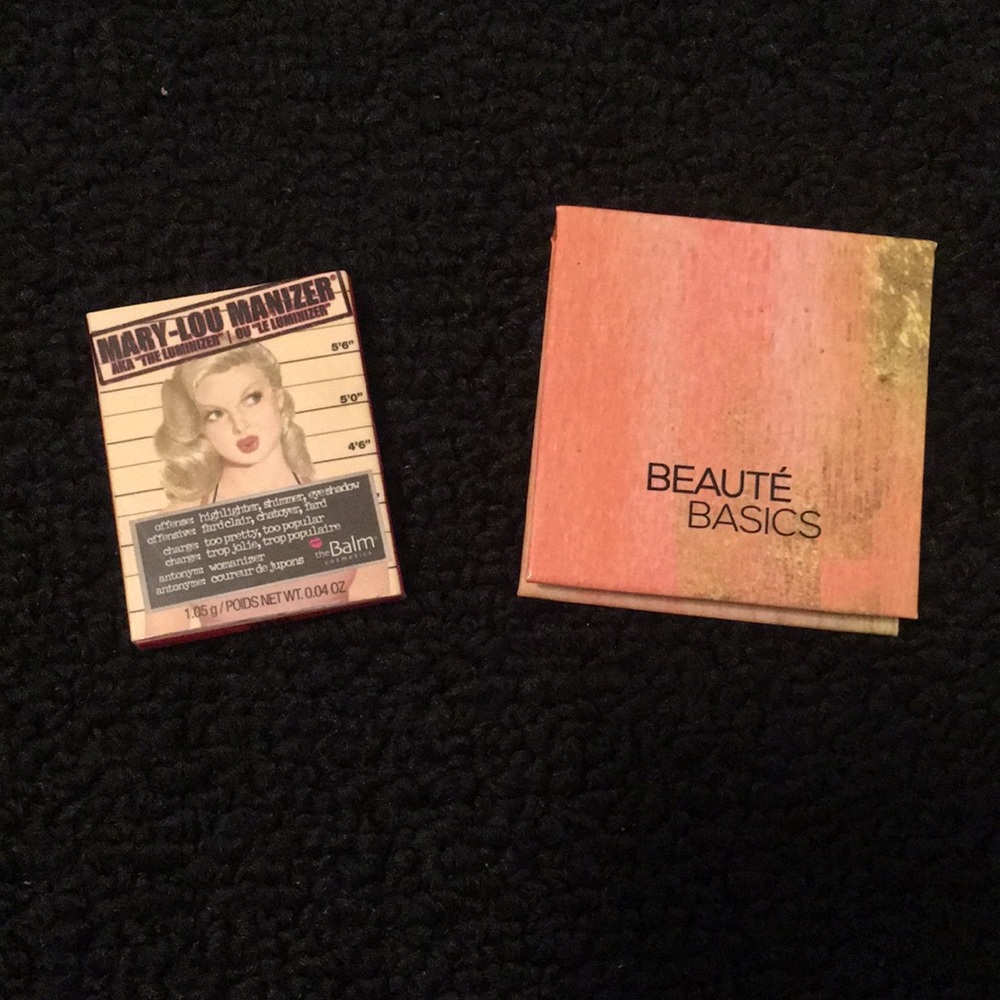 MARY-LOU MANIZER®
AKA "THE LUMINIZER" | OU "LE LUMINIZER"
5'6"
5'0"
4'6"
offense: highlighter, shimmer, eyeshadow
offensive: fard clair, chatoyer, fard
charge: too pretty, too popular
charge: trop jolie, trop populaire
antonym: womanizer
antonyme: coureur de jupons
theBalm®
cosmetics
1.05 g / POIDS NET WT. 0.04 OZ
BEAUTÉ
BASICS